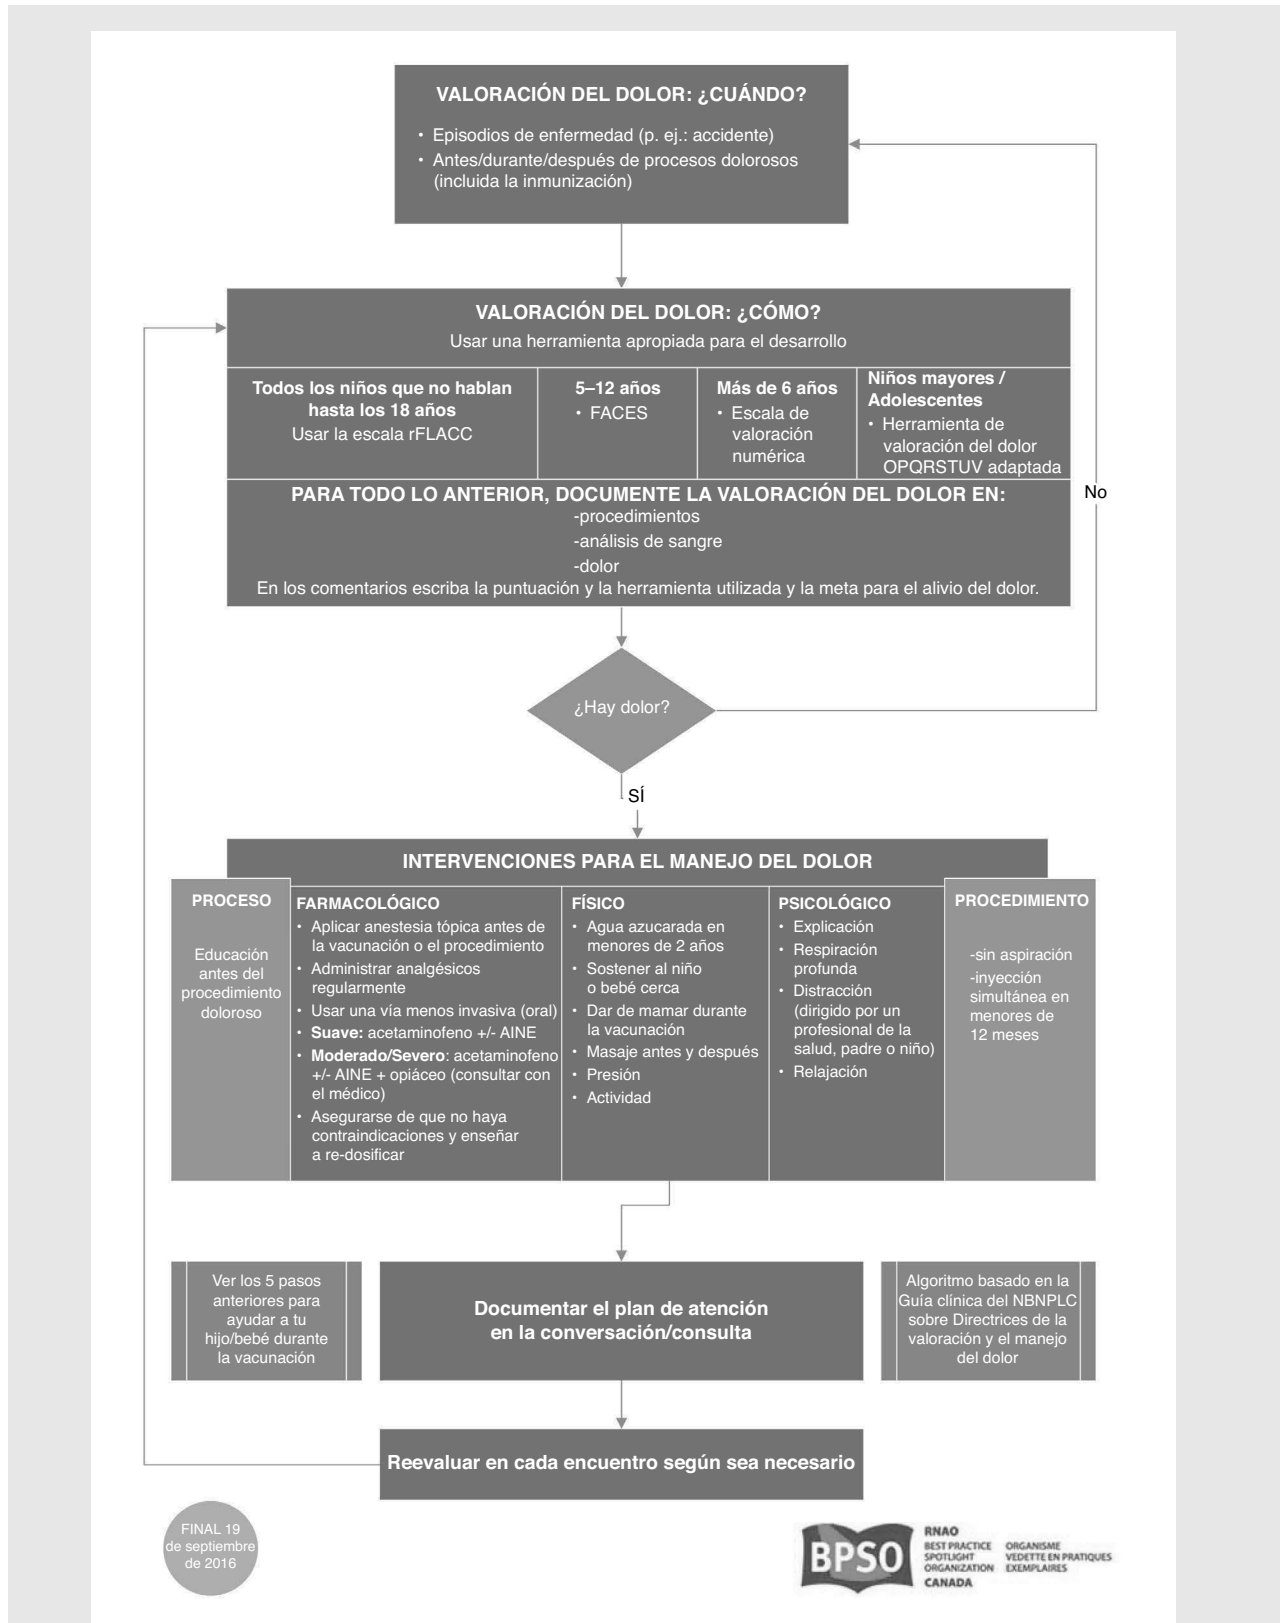 VALORACIÓN DEL DOLOR: ¿CUÁNDO?
• Episodios de enfermedad (p. ej.: accidente)
• Antes/durante/después de procesos dolorosos
(incluida la inmunización)
VALORACIÓN DEL DOLOR: ¿CÓMO?
Usar una herramienta apropiada para el desarrollo
Todos los niños que no hablan
hasta los 18 años
Usar la escala rFLACC
5–12 años
• FACES
Más de 6 años
• Escala de
valoración
numérica
Niños mayores /
Adolescentes
• Herramienta de
valoración del dolor
OPQRSTUV adaptada
PARA TODO LO ANTERIOR, DOCUMENTE LA VALORACIÓN DEL DOLOR EN:
-procedimientos
-análisis de sangre
-dolor
En los comentarios escriba la puntuación y la herramienta utilizada y la meta para el alivio del dolor.
No
¿Hay dolor?
SÍ
INTERVENCIONES PARA EL MANEJO DEL DOLOR
PROCESO
Educación
antes del
procedimiento
doloroso
FARMACOLÓGICO
• Aplicar anestesia tópica antes de
la vacunación o el procedimiento
• Administrar analgésicos
regularmente
• Usar una vía menos invasiva (oral)
• Suave: acetaminofeno +/- AINE
• Moderado/Severo: acetaminofeno
+/- AINE + opiáceo (consultar con
el médico)
• Asegurarse de que no haya
contraindicaciones y enseñar
a re-dosificar
FÍSICO
• Agua azucarada en
menores de 2 años
• Sostener al niño
o bebé cerca
• Dar de mamar durante
la vacunación
• Masaje antes y después
• Presión
• Actividad
PSICOLÓGICO
• Explicación
• Respiración
profunda
• Distracción
(dirigido por un
profesional de la
salud, padre o niño)
• Relajación
PROCEDIMIENTO
-sin aspiración
-inyección
simultánea en
menores de
12 meses
Ver los 5 pasos
anteriores para
ayudar a tu
hijo/bebé durante
la vacunación
Documentar el plan de atención
en la conversación/consulta
Algoritmo basado en la
Guía clínica del NBNPLC
sobre Directrices de la
valoración y el manejo
del dolor
Reevaluar en cada encuentro según sea necesario
FINAL 19
de septiembre
de 2016
BPSO
RNAO
BEST PRACTICE
SPOTLIGHT
ORGANIZATION
CANADA
ORGANISME
VEDETTE EN PRATIQUES
EXEMPLAIRES